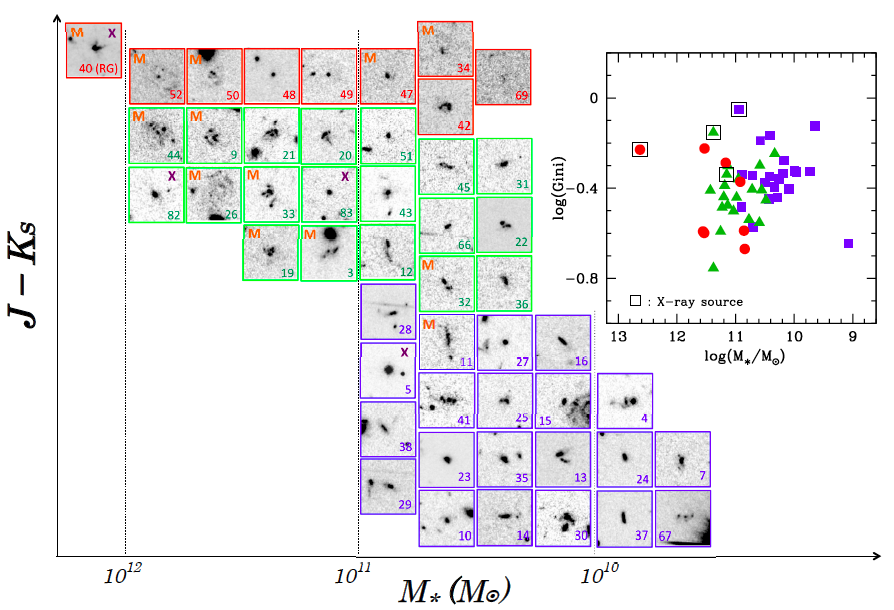 M X
40 (RG)
M
52
M
50
48
49
M
47
M
34
69
42
M
44
M
9
21
20
51
45
31
X
82
M
26
M
33
X
83
43
66
22
M
19
M
3
12
M
32
36
28
M
11
27
16
X
5
41
25
15
4
38
23
35
13
24
7
29
10
14
30
37
67
J − Ks
10¹²
10¹¹
10¹⁰
M* (M⊙)
0
−0.4
−0.8
log(Gini)
□ : X-ray source
13 12 11 10 9
log(M*/M⊙)